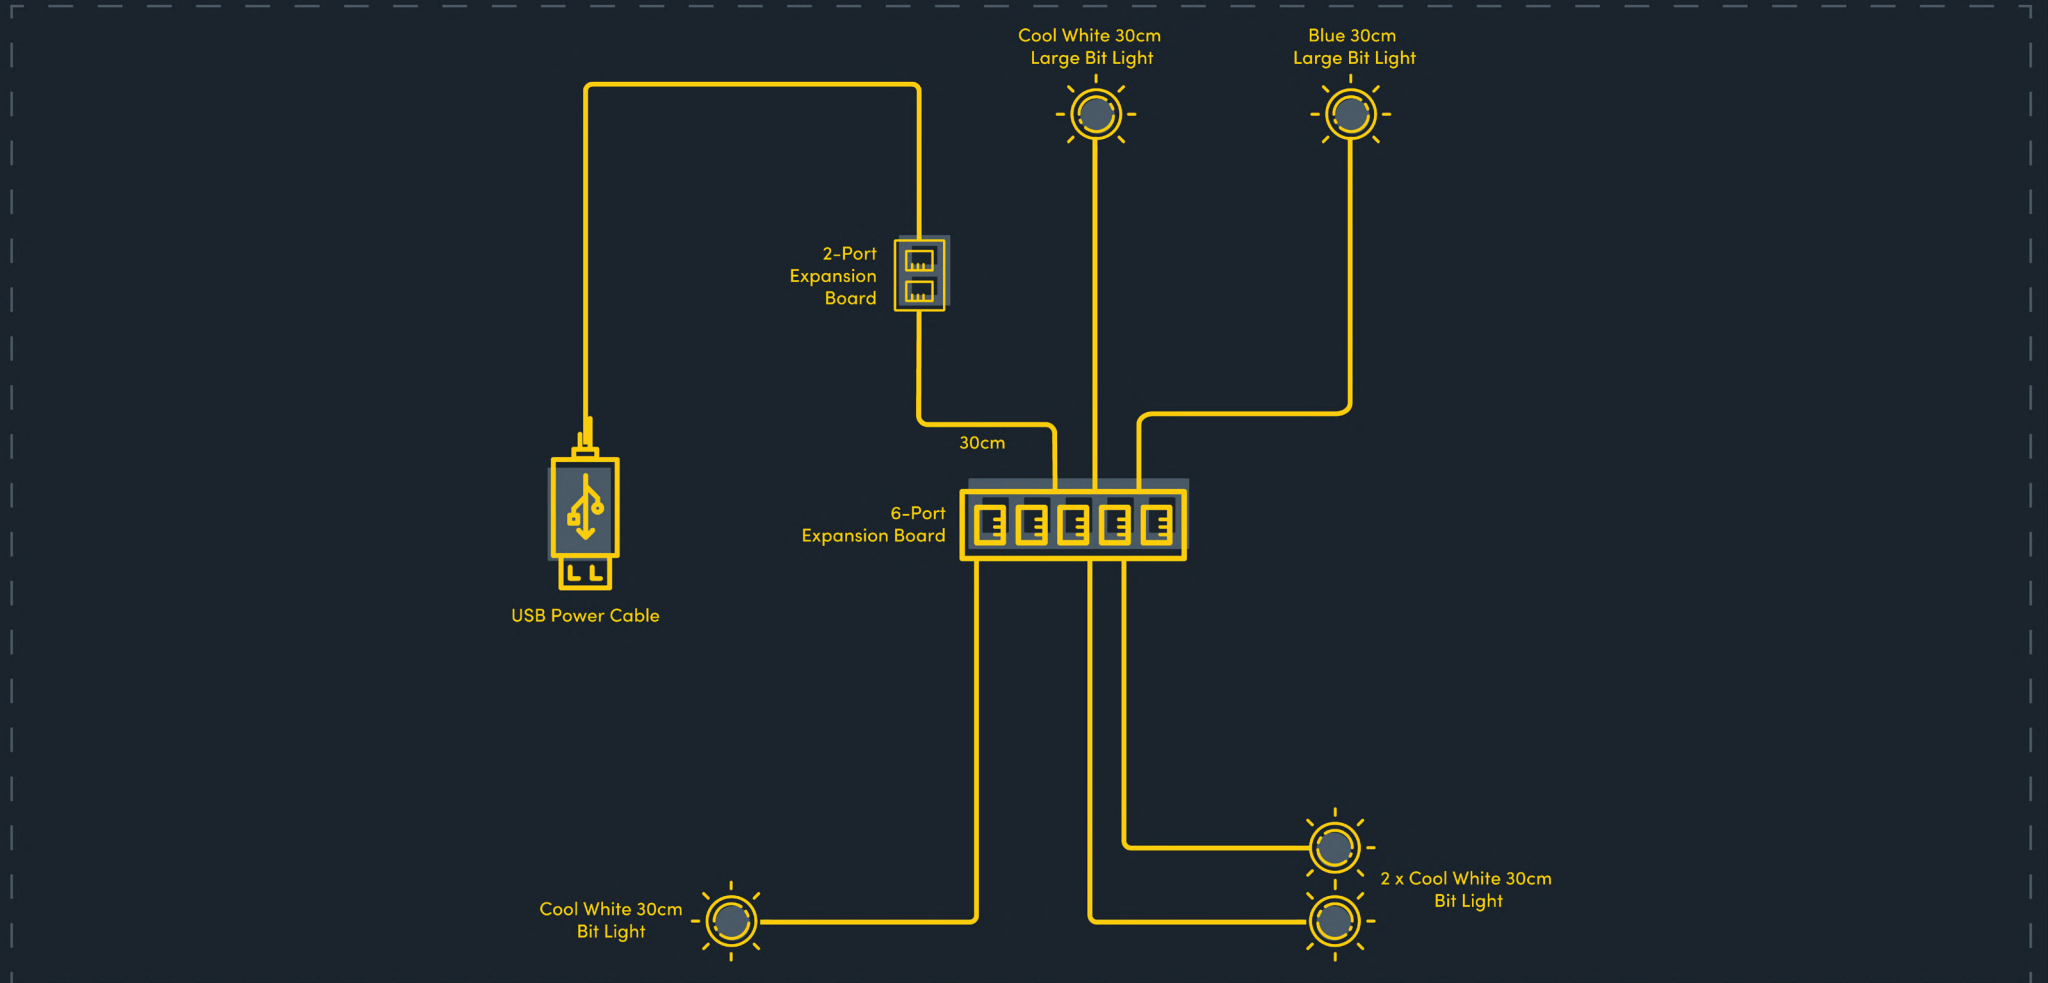 Cool White 30cm
Large Bit Light
Blue 30cm
Large Bit Light
2-Port
Expansion
Board
30cm
6-Port
Expansion Board
USB Power Cable
Cool White 30cm
Bit Light
2 x Cool White 30cm
Bit Light